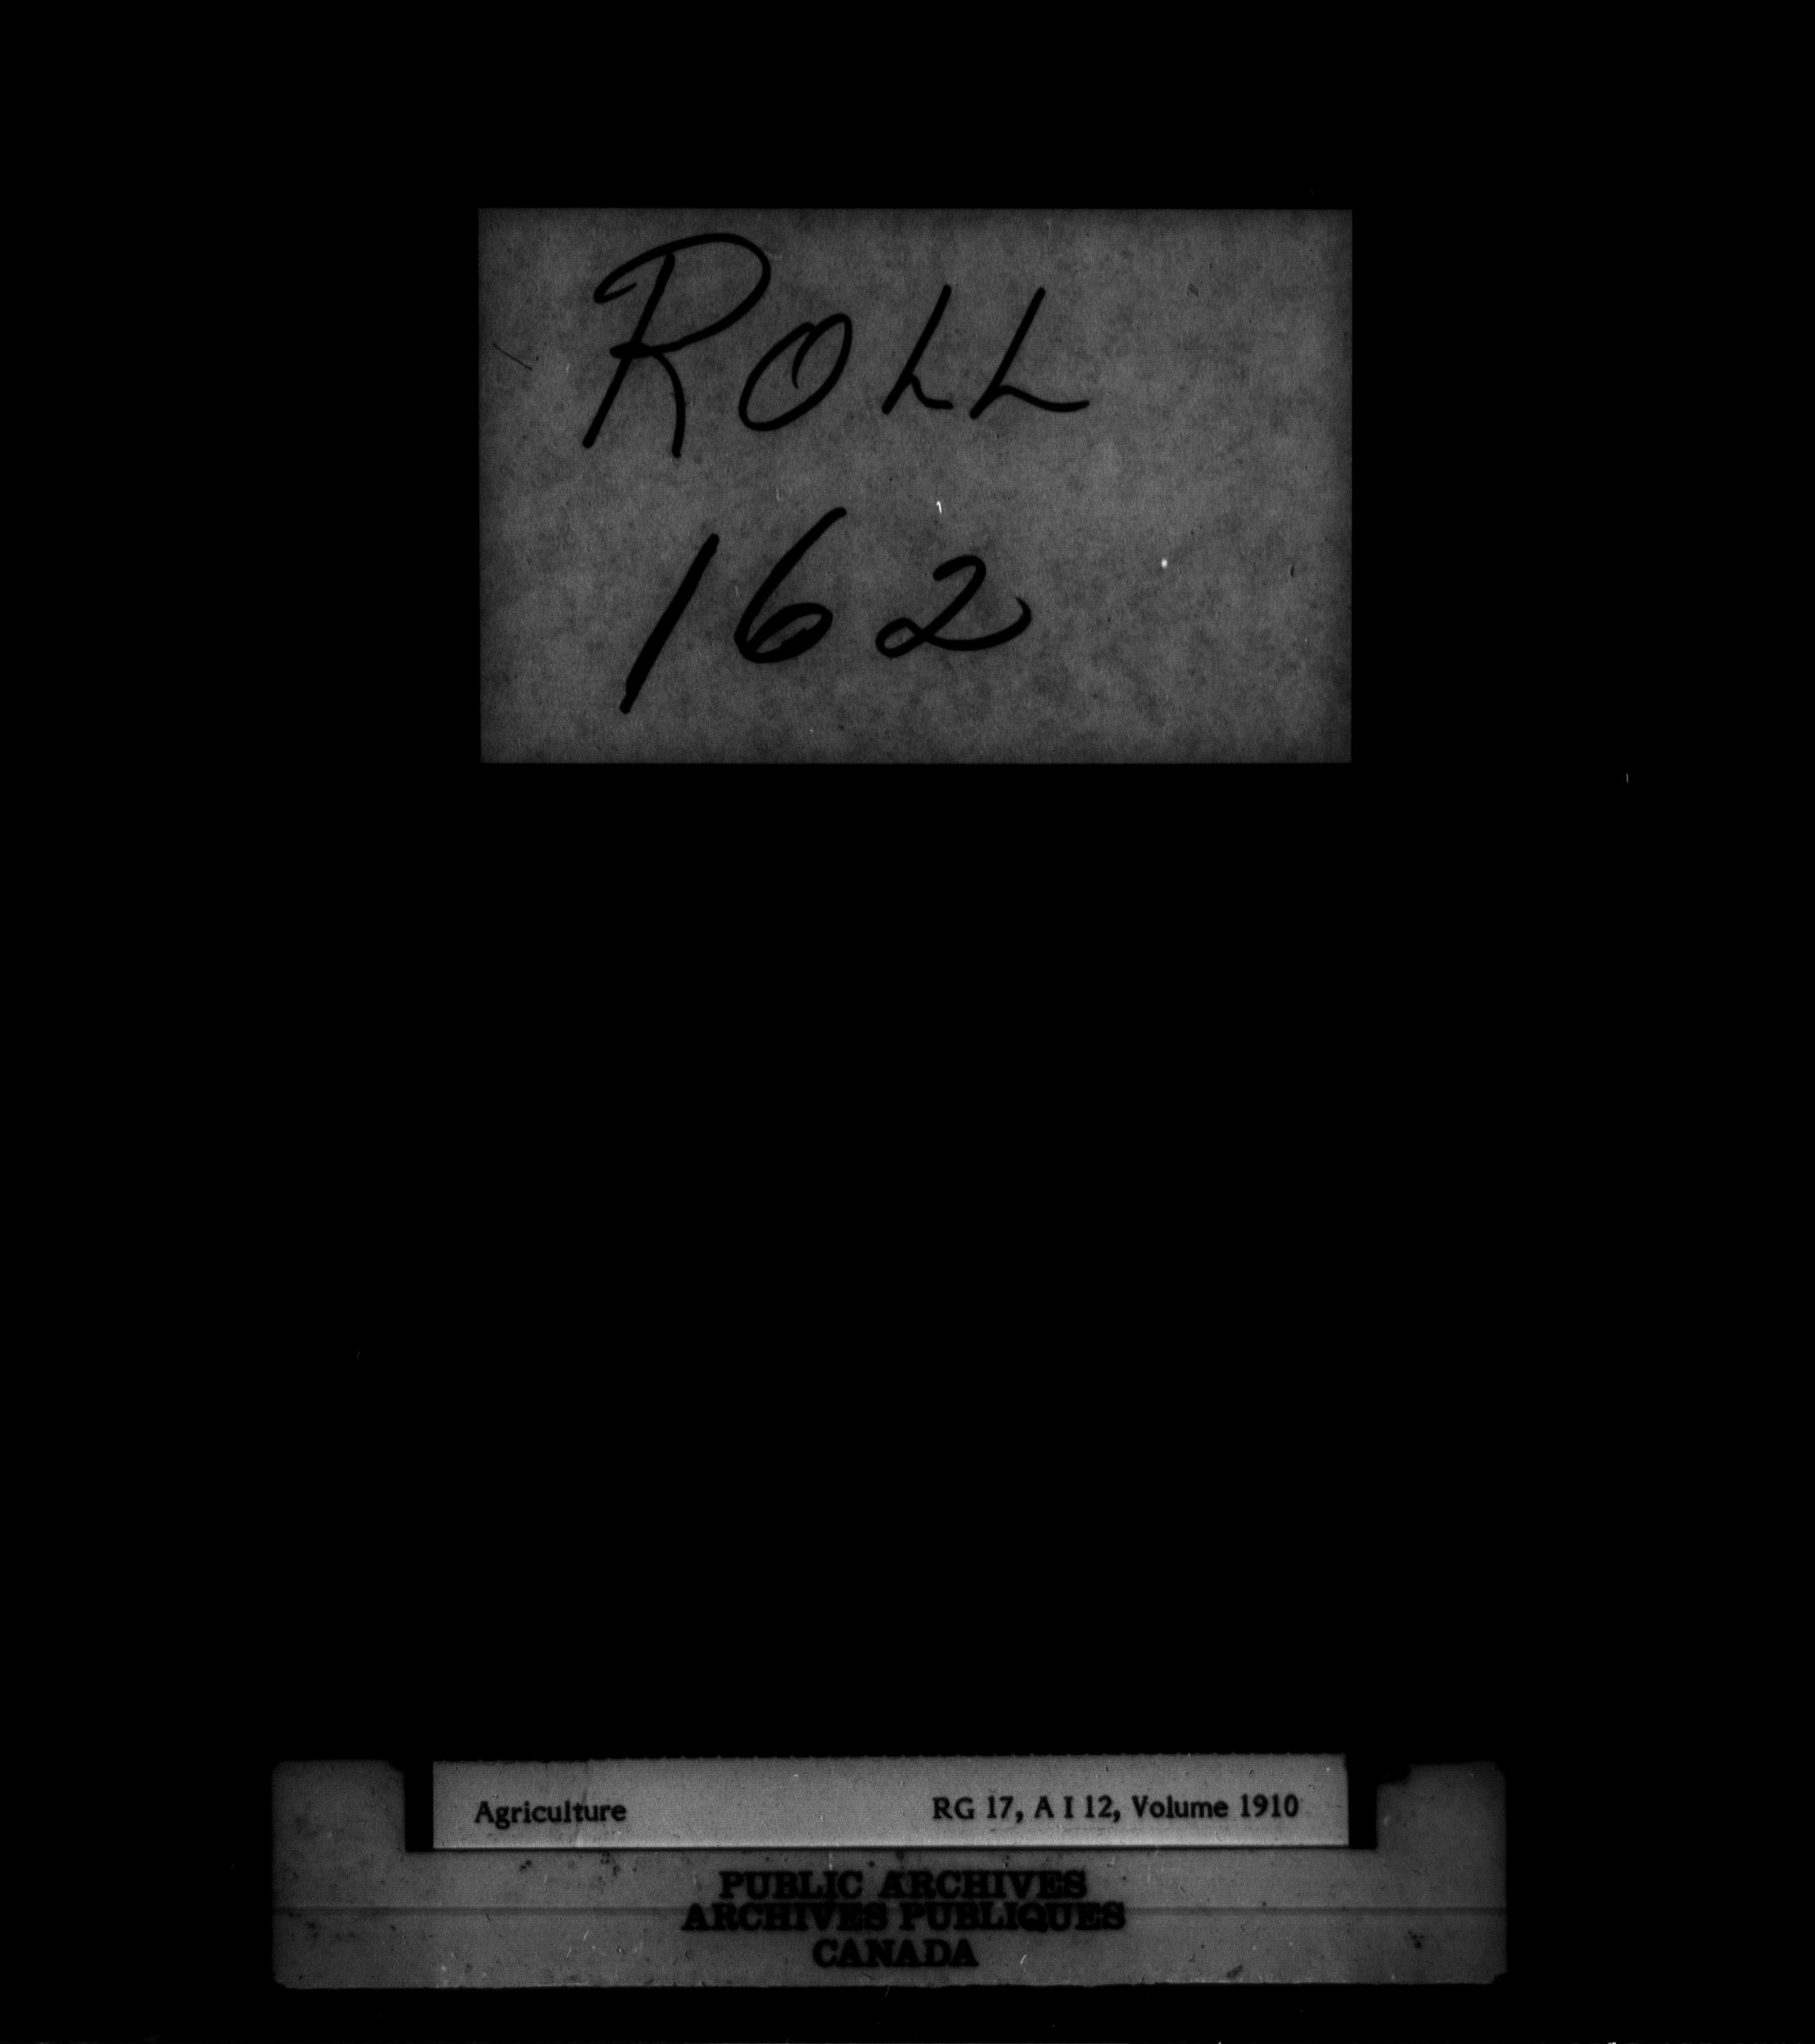 ROLL
162
Agriculture RG 17, A I 12, Volume 1910
PUBLIC ARCHIVES
ARCHIVES PUBLIQUES
CANADA